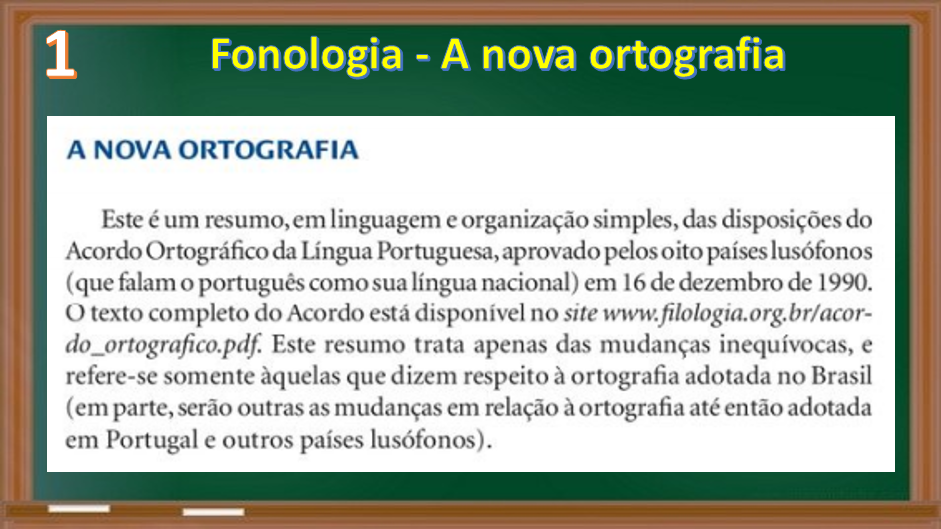 1
Fonologia - A nova ortografia
A NOVA ORTOGRAFIA
Este é um resumo, em linguagem e organização simples, das disposições do
Acordo Ortográfico da Língua Portuguesa, aprovado pelos oito países lusófonos
(que falam o português como sua língua nacional) em 16 de dezembro de 1990.
O texto completo do Acordo está disponível no site www.filologia.org.br/acor-
do_ortografico.pdf. Este resumo trata apenas das mudanças inequívocas, e
refere-se somente àquelas que dizem respeito à ortografia adotada no Brasil
(em parte, serão outras as mudanças em relação à ortografia até então adotada
em Portugal e outros países lusófonos).